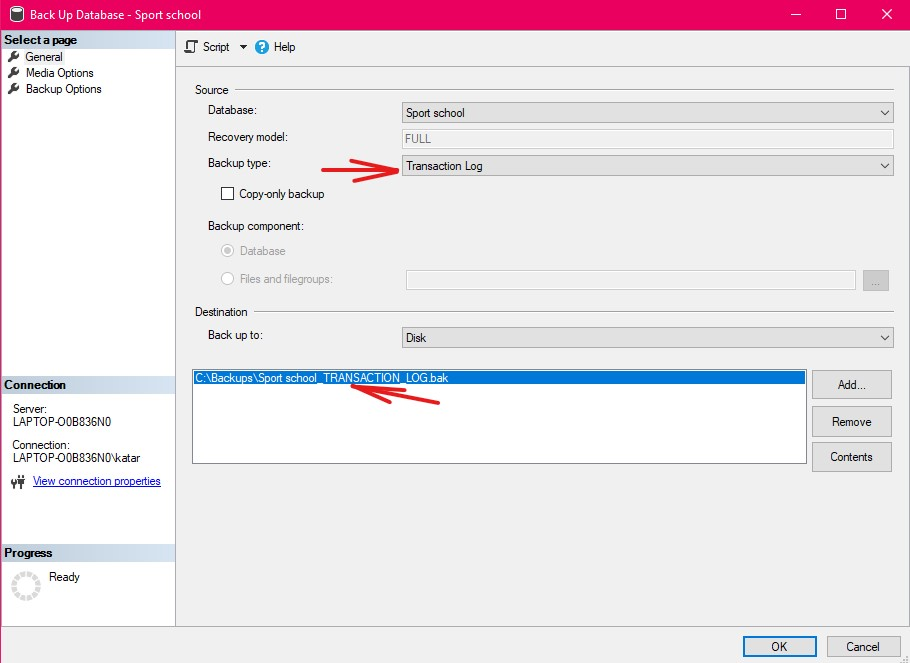 Back Up Database - Sport school
Select a page
General
Media Options
Backup Options
Script
Help
Source
Database:
Sport school
Recovery model:
FULL
Backup type:
Transaction Log
Copy-only backup
Backup component:
Database
Files and filegroups:
...
Destination
Back up to:
Disk
C:\Backups\Sport school_TRANSACTION_LOG.bak
Add...
Remove
Contents
Connection
Server:
LAPTOP-O0B836N0
Connection:
LAPTOP-O0B836N0\katar
View connection properties
Progress
Ready
OK
Cancel